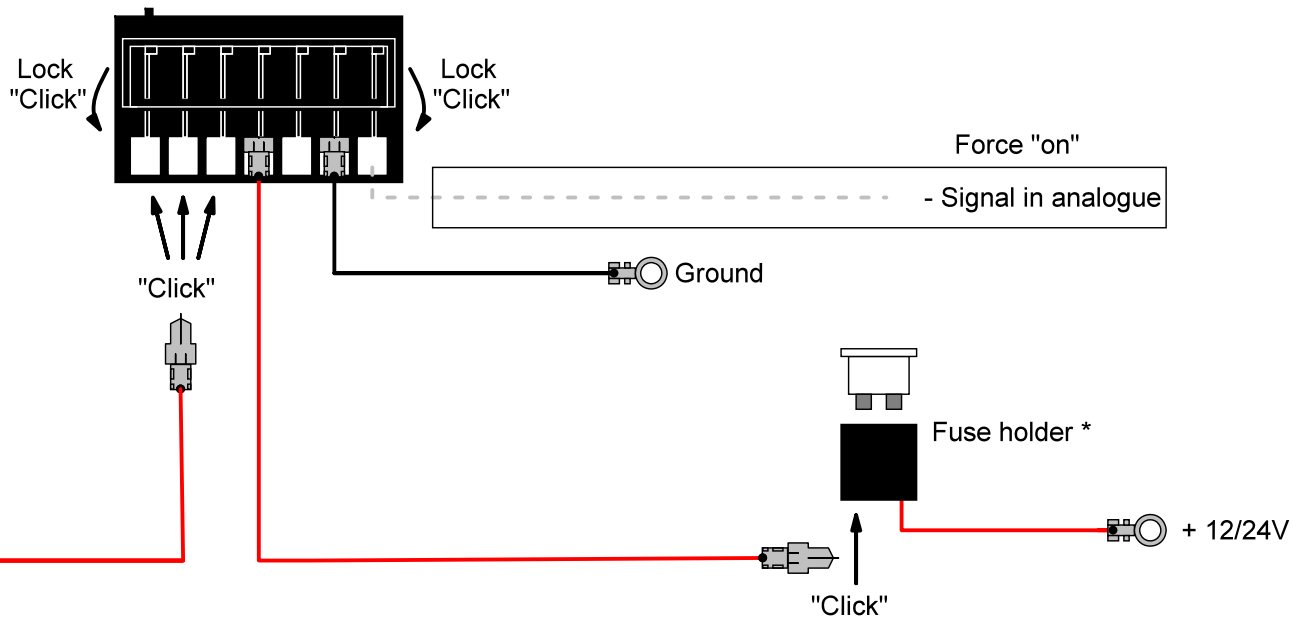 Lock
"Click"
Lock
"Click"
Force "on"
- Signal in analogue
Ground
"Click"
Fuse holder *
+ 12/24V
"Click"